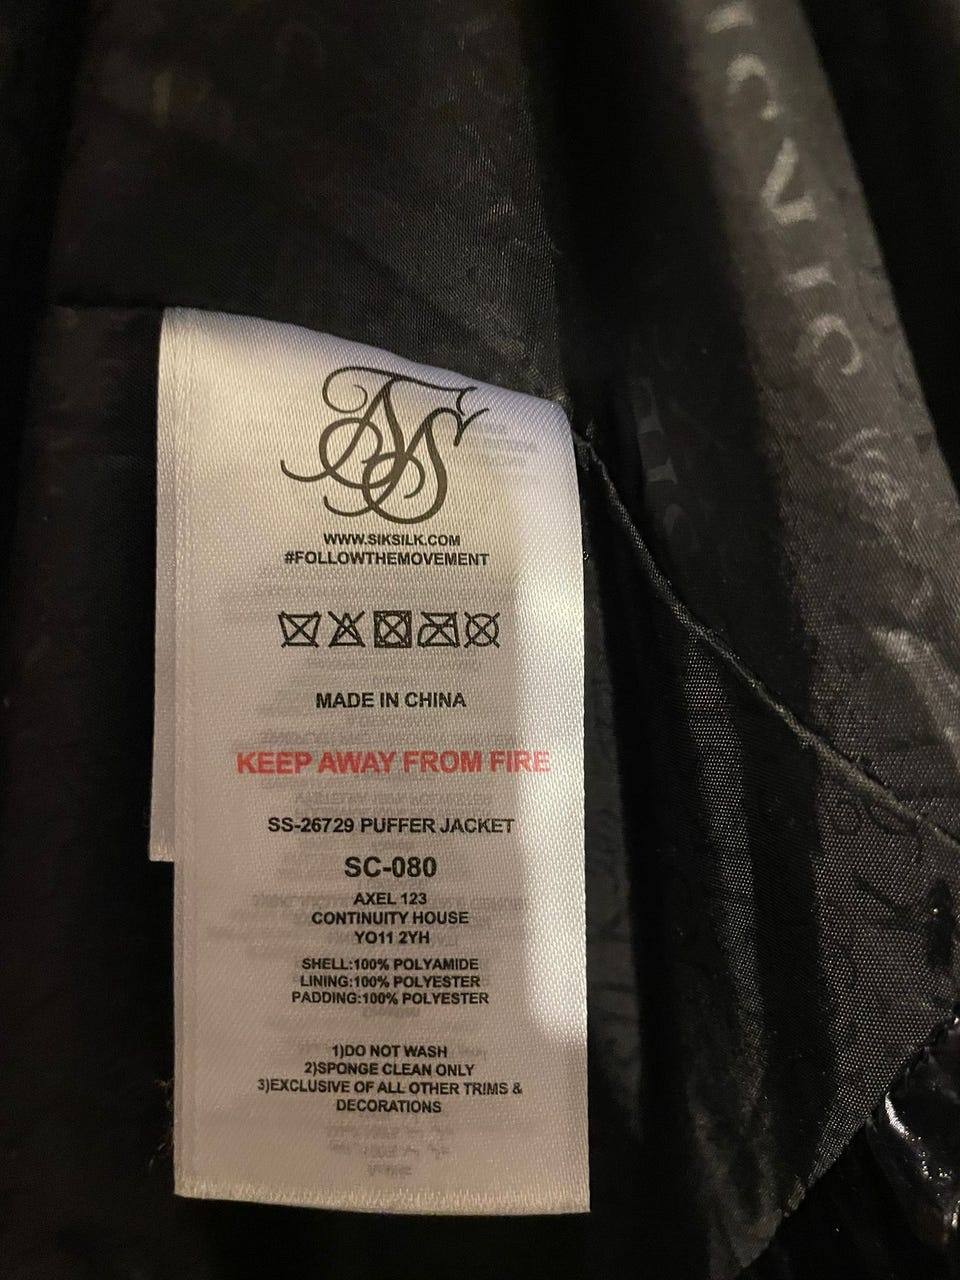 WWW.SIKSILK.COM
#FOLLOWTHEMOVEMENT
MADE IN CHINA
KEEP AWAY FROM FIRE
SS-26729 PUFFER JACKET
SC-080
AXEL 123
CONTINUITY HOUSE
YO11 2YH
SHELL:100% POLYAMIDE
LINING:100% POLYESTER
PADDING:100% POLYESTER
1)DO NOT WASH
2)SPONGE CLEAN ONLY
3)EXCLUSIVE OF ALL OTHER TRIMS &
DECORATIONS